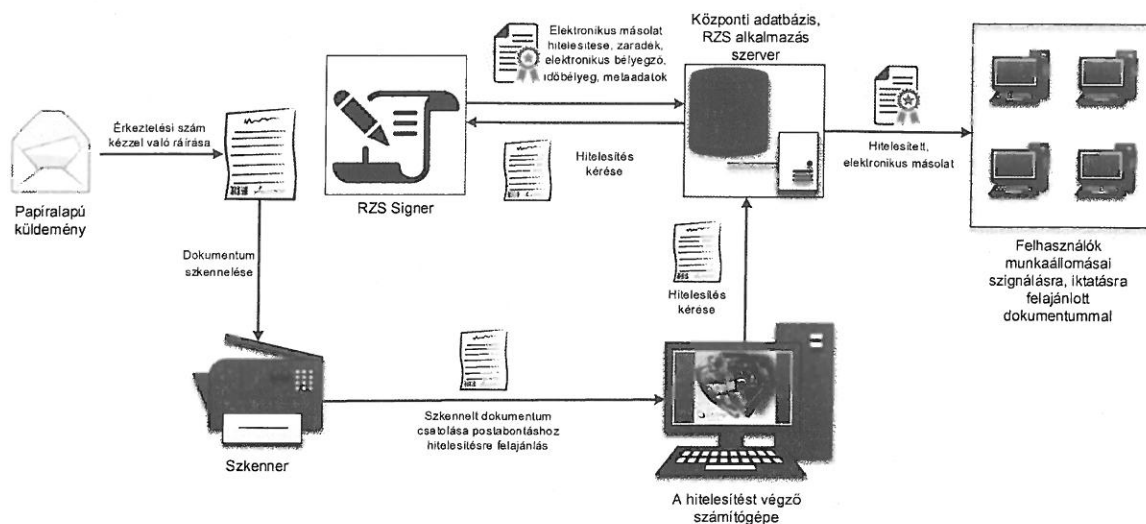 Központi adatbázis,
RZS alkalmazás
szerver
Elektronikus másolat
hitelesítese, zaradék,
elektronikus bélyegző,
időbélyeg, metaadatok
Érkeztetési szám
kézzel való ráírása
Papíralapú
küldemény
RZS Signer
Hitelesítés
kérése
Hitelesített,
elektronikus másolat
Felhasználók
munkaállomásai
szignálásra, iktatásra
felajánlott
dokumentummal
Dokumentum
szkennelése
Hitelesítés
kérése
Szkenner
Szkennelt dokumentum
csatolása postabontáshoz
hitelesítésre felajánlás
A hitelesítést végző
számítógépe